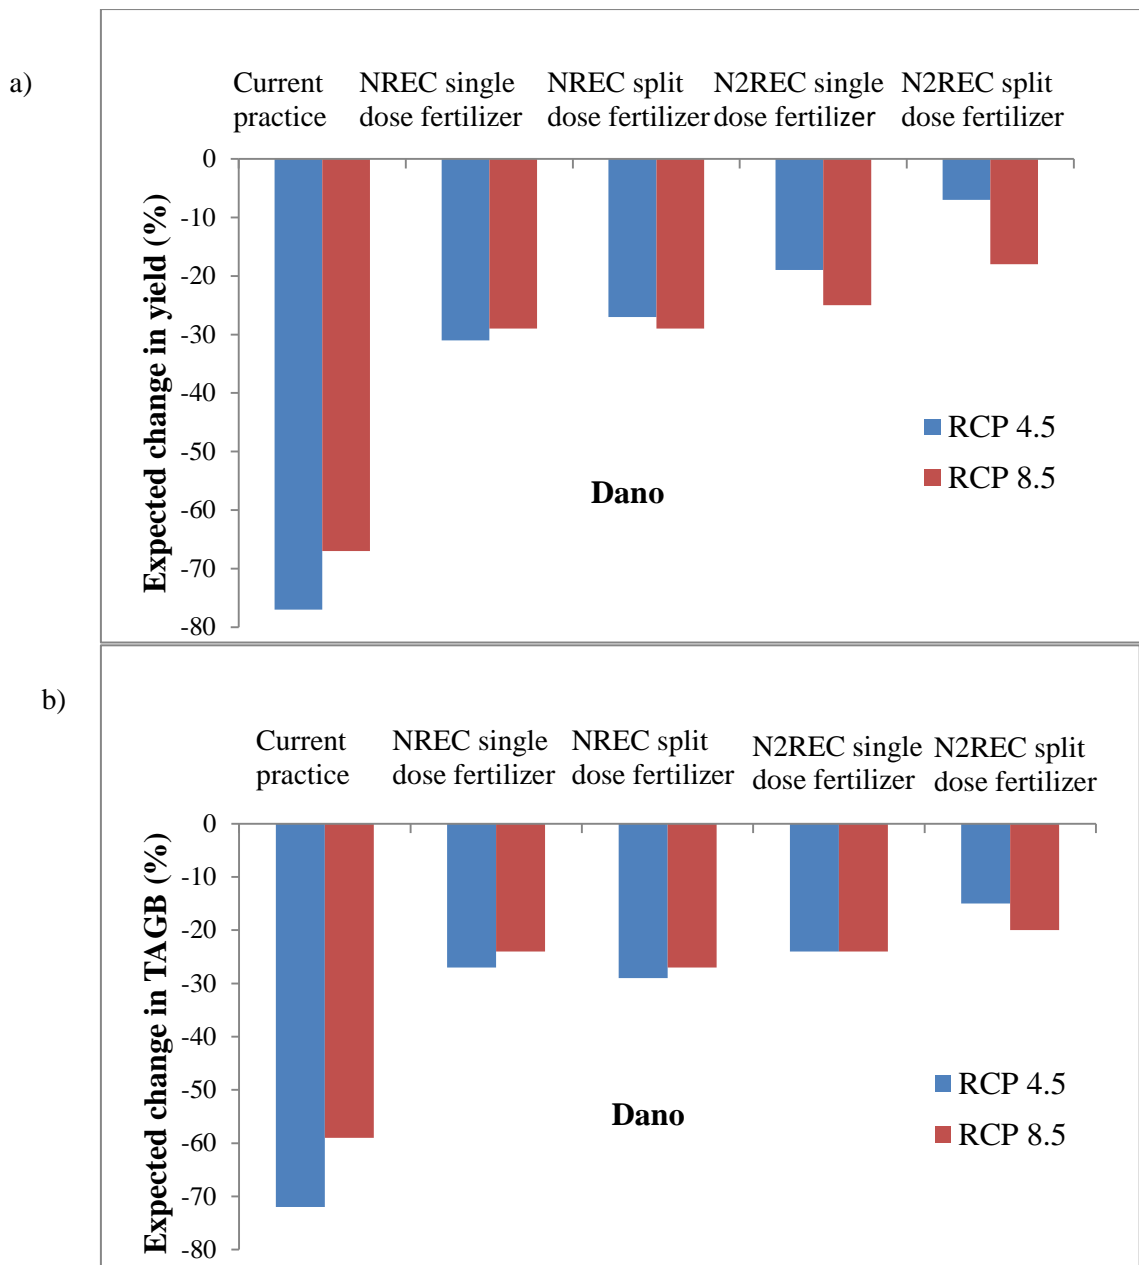 a)
Current practice
NREC single dose fertilizer
NREC split dose fertilizer
N2REC single dose fertilizer
N2REC split dose fertilizer
0
-10
-20
-30
-40
-50
-60
-70
-80
Expected change in yield (%)
RCP 4.5
RCP 8.5
Dano
b)
Current practice
NREC single dose fertilizer
NREC split dose fertilizer
N2REC single dose fertilizer
N2REC split dose fertilizer
0
-10
-20
-30
-40
-50
-60
-70
-80
Expected change in TAGB (%)
RCP 4.5
RCP 8.5
Dano